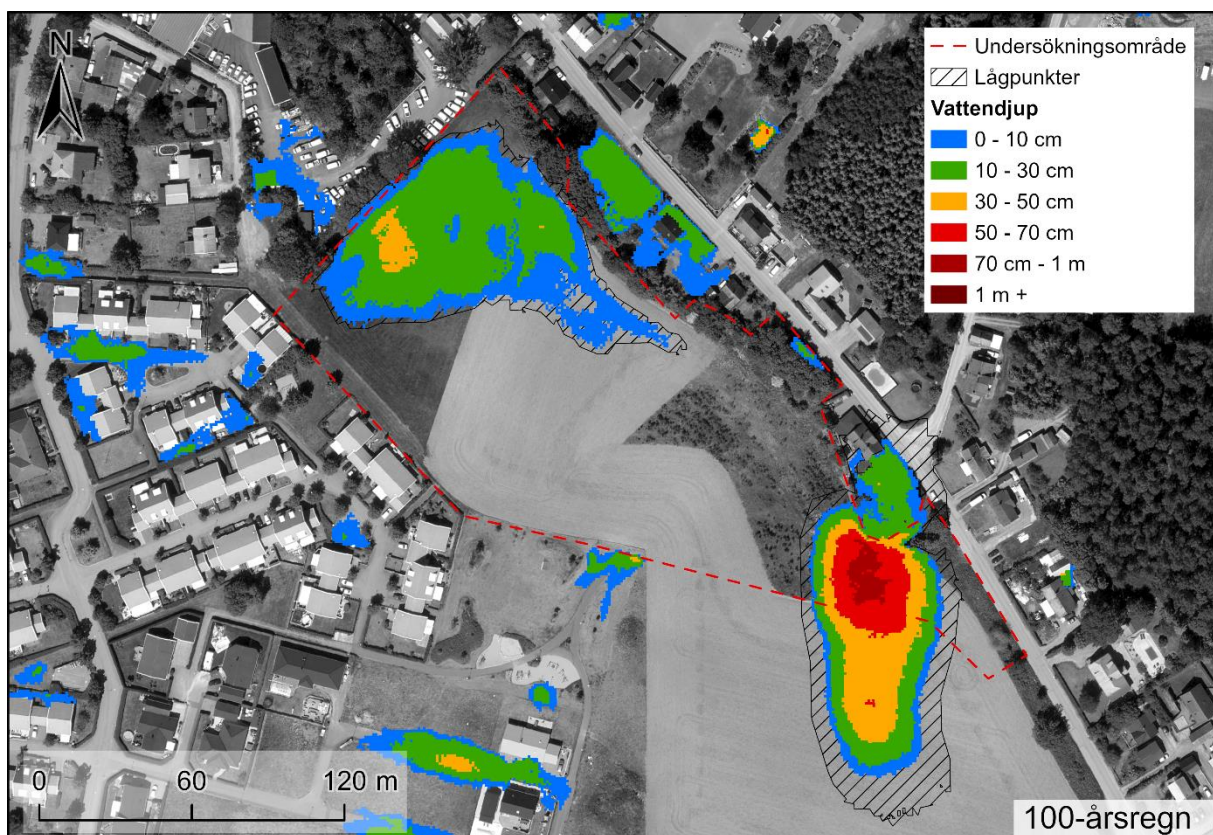 N
Undersökningsområde
Lågpunkter
Vattendjup
0 - 10 cm
10 - 30 cm
30 - 50 cm
50 - 70 cm
70 cm - 1 m
1 m +
0 60 120 m
100-årsregn